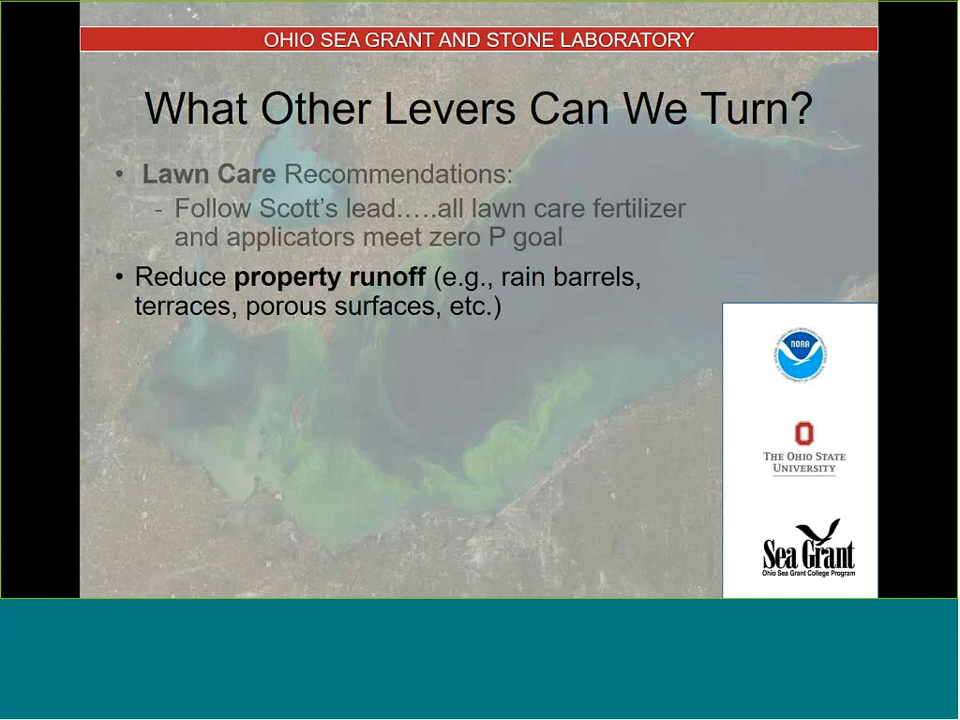 OHIO SEA GRANT AND STONE LABORATORY
What Other Levers Can We Turn?
• Lawn Care Recommendations:
- Follow Scott's lead.….all lawn care fertilizer
and applicators meet zero P goal
• Reduce property runoff (e.g., rain barrels,
terraces, porous surfaces, etc.)
NOAA
THE OHIO STATE
UNIVERSITY
Sea Grant
Ohio Sea Grant College Program